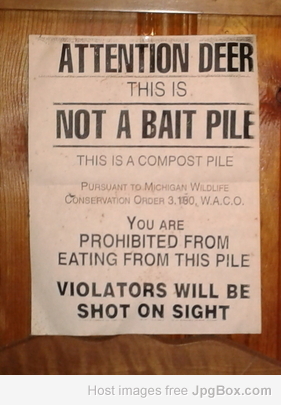 ATTENTION DEER
THIS IS
NOT A BAIT PILE
THIS IS A COMPOST PILE
PURSUANT TO MICHIGAN WILDLIFE
CONSERVATION ORDER 3.100, W.A.C.O.
YOU ARE
PROHIBITED FROM
EATING FROM THIS PILE
VIOLATORS WILL BE
SHOT ON SIGHT
Host images free JpgBox.com